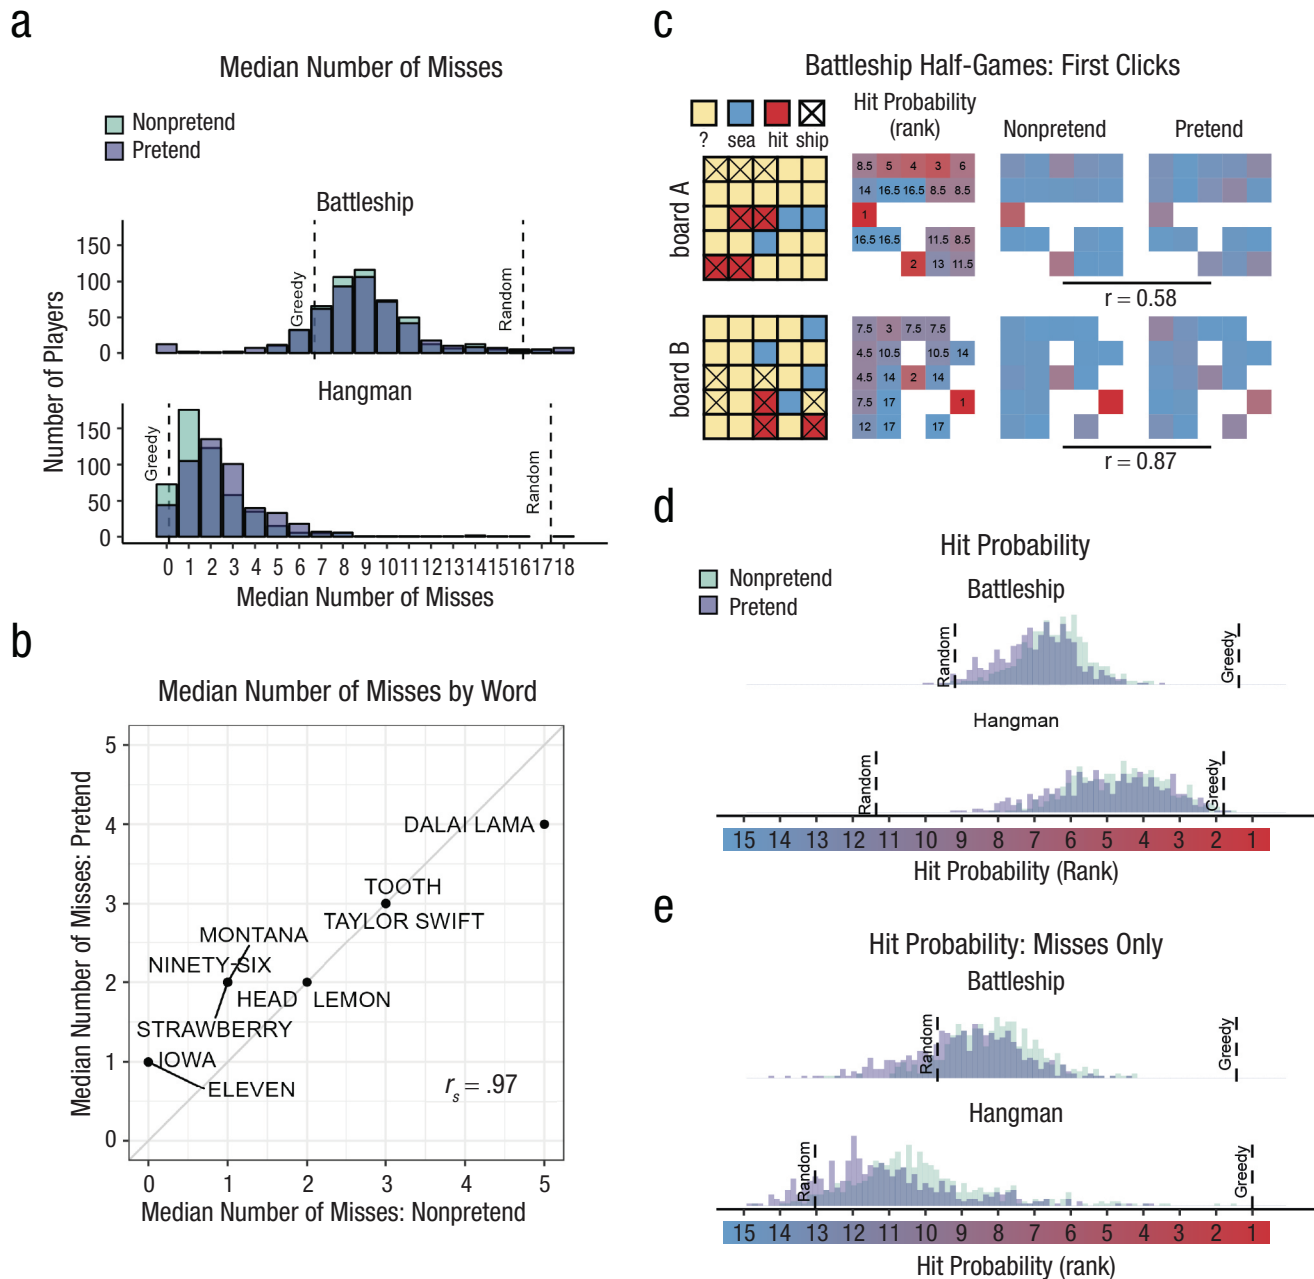 a
Median Number of Misses
Nonpretend
Pretend
Battleship
Number of Players
150
100
50
0
Greedy
Random
Hangman
150
100
50
0
Greedy
Random
0 1 2 3 4 5 6 7 8 9 10 11 12 13 14 15 16 17 18
Median Number of Misses
b
Median Number of Misses by Word
Median Number of Misses: Pretend
5
4
3
2
1
0
DALAI LAMA
TOOTH
TAYLOR SWIFT
MONTANA
NINETY-SIX
HEAD
LEMON
STRAWBERRY
IOWA
ELEVEN
rs = .97
0 1 2 3 4 5
Median Number of Misses: Nonpretend
c
Battleship Half-Games: First Clicks
? sea hit ship
Hit Probability
(rank)
Nonpretend
Pretend
board A
8.5 5 4 3 6
14 16.5 16.5 8.5 8.5
1
16.5 16.5 11.5 8.5
2 13 11.5
r = 0.58
board B
7.5 3 7.5 7.5
4.5 10.5 10.5 14
4.5 14 2 14
7.5 17 1
12 17 17
r = 0.87
d
Hit Probability
Nonpretend
Pretend
Battleship
Random
Greedy
Hangman
Random
Greedy
15 14 13 12 11 10 9 8 7 6 5 4 3 2 1
Hit Probability (Rank)
e
Hit Probability: Misses Only
Battleship
Random
Greedy
Hangman
Random
Greedy
15 14 13 12 11 10 9 8 7 6 5 4 3 2 1
Hit Probability (rank)